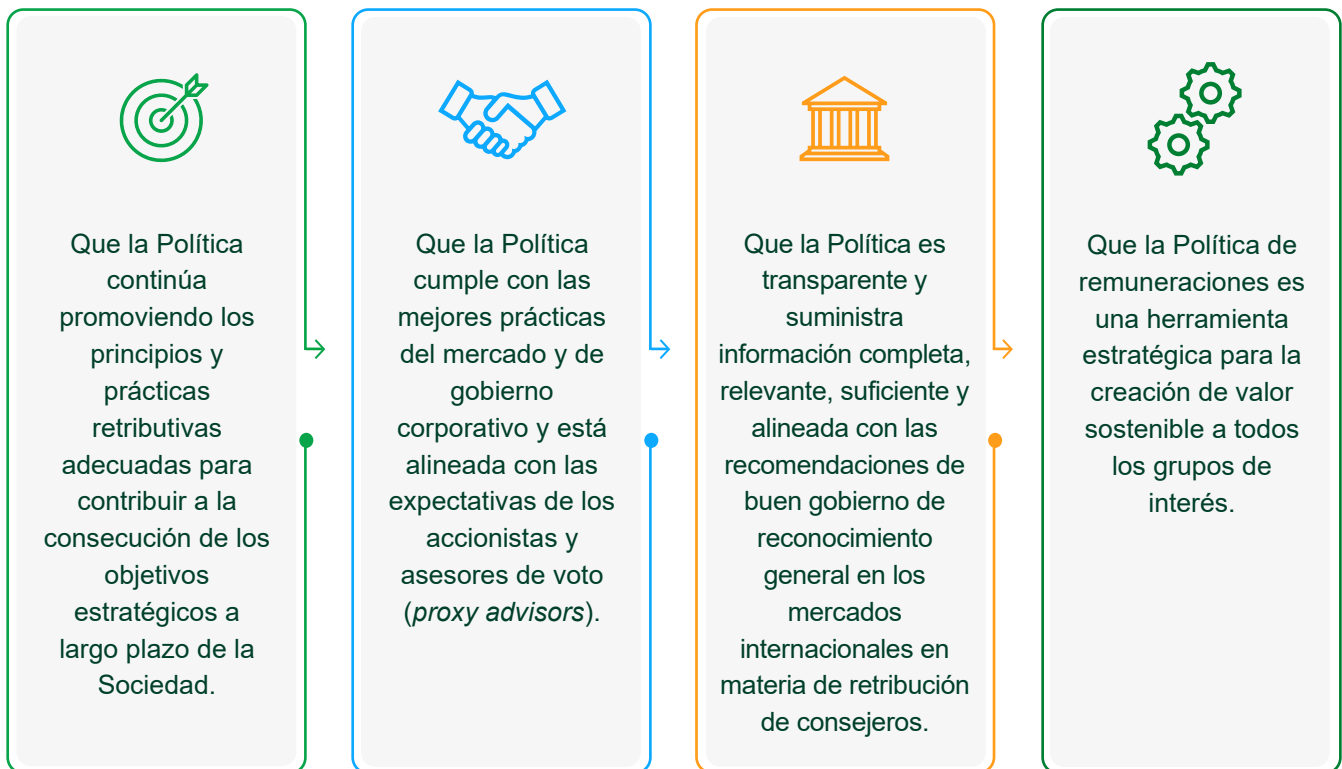 Que la Política
continúa
promoviendo los
principios y
prácticas
retributivas
adecuadas para
contribuir a la
consecución de los
objetivos
estratégicos a
largo plazo de la
Sociedad.
Que la Política
cumple con las
mejores prácticas
del mercado y de
gobierno
corporativo y está
alineada con las
expectativas de los
accionistas y
asesores de voto
(proxy advisors).
Que la Política es
transparente y
suministra
información completa,
relevante, suficiente y
alineada con las
recomendaciones de
buen gobierno de
reconocimiento
general en los
mercados
internacionales en
materia de retribución
de consejeros.
Que la Política de
remuneraciones es
una herramienta
estratégica para la
creación de valor
sostenible a todos
los grupos de
interés.